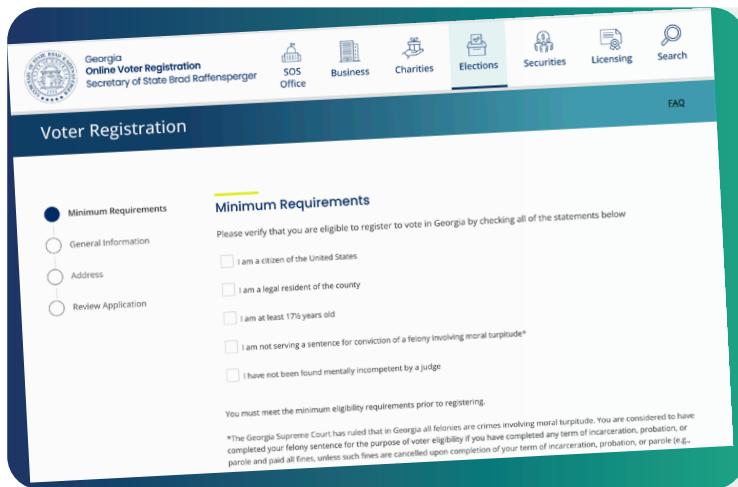 Georgia
Online Voter Registration
Secretary of State Brad Raffensperger
SOS
Office
Business
Charities
Elections
Securities
Licensing
Search
Voter Registration
FAQ
Minimum Requirements
General Information
Address
Review Application
Minimum Requirements
Please verify that you are eligible to register to vote in Georgia by checking all of the statements below
I am a citizen of the United States
I am a legal resident of the county
I am at least 17½ years old
I am not serving a sentence for conviction of a felony involving moral turpitude*
I have not been found mentally incompetent by a judge
You must meet the minimum eligibility requirements prior to registering.
*The Georgia Supreme Court has ruled that in Georgia all felonies are crimes involving moral turpitude. You are considered to have
completed your felony sentence for the purpose of voter eligibility if you have completed any term of incarceration, probation, or
parole and paid all fines, unless such fines are cancelled upon completion of your term of incarceration, probation, or parole (e.g.,